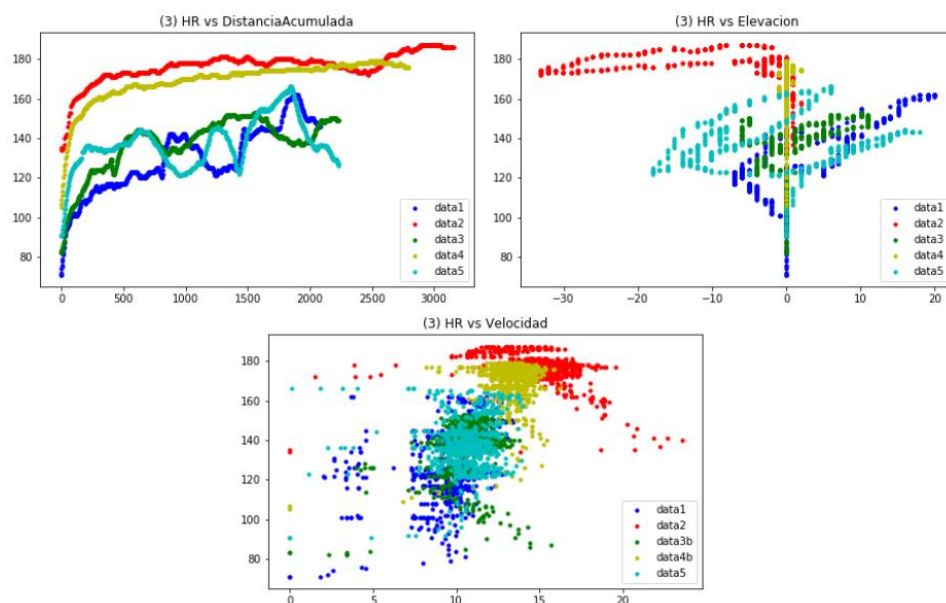 (3) HR vs DistanciaAcumulada
180
160
140
120
100
80
0 500 1000 1500 2000 2500 3000
data1
data2
data3
data4
data5
(3) HR vs Elevacion
180
160
140
120
100
80
−30 −20 −10 0 10 20
data1
data2
data3
data4
data5
(3) HR vs Velocidad
180
160
140
120
100
80
0 5 10 15 20
data1
data2
data3b
data4b
data5